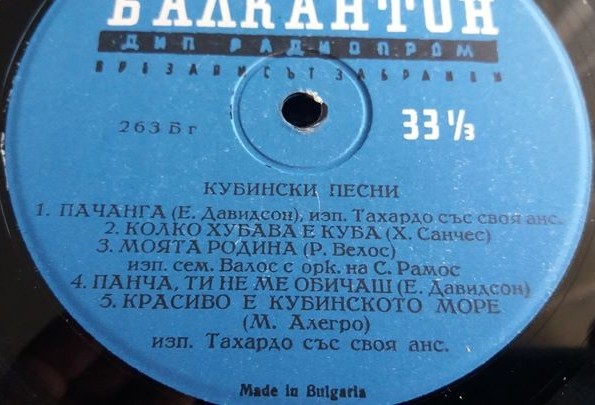 БАЛКАНТОН
ДИП РАДИОПРОМ
ПРЕЗАПИСЪТ ЗАБРАНЕН
263 Б г
33 1/3
КУБИНСКИ ПЕСНИ
1. ПАЧАНГА (Е. Давидсон), изп. Тахардо със своя анс.
2. КОЛКО ХУБАВА Е КУБА (Х. Санчес)
3. МОЯТА РОДИНА (Р. Велос)
изп. сем. Валос с орк. на С. Рамос
4. ПАНЧА, ТИ НЕ МЕ ОБИЧАШ (Е. Давидсон)
5. КРАСИВО Е КУБИНСКОТО МОРЕ
(М. Алегро)
изп. Тахардо със своя анс.
Made in Bulgaria